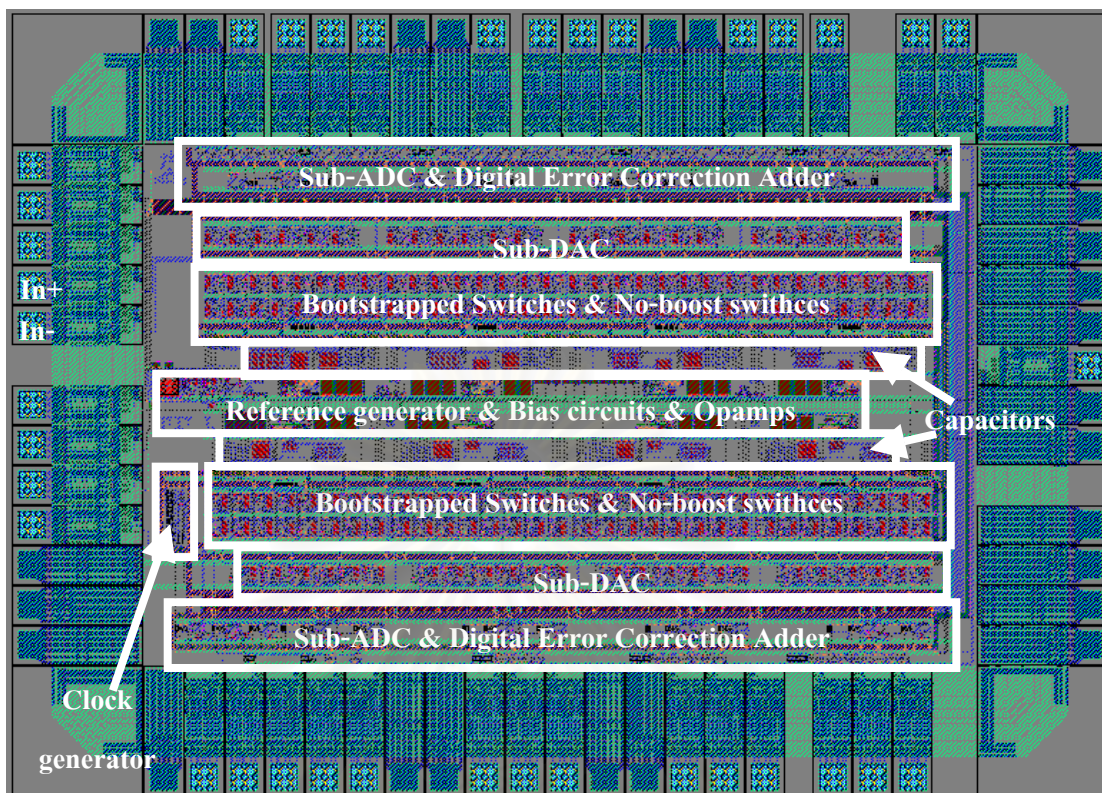 Sub-ADC & Digital Error Correction Adder
Sub-DAC
In+
Bootstrapped Switches & No-boost swithces
In-
Reference generator & Bias circuits & Opamps
Capacitors
Bootstrapped Switches & No-boost swithces
Sub-DAC
Sub-ADC & Digital Error Correction Adder
Clock
generator